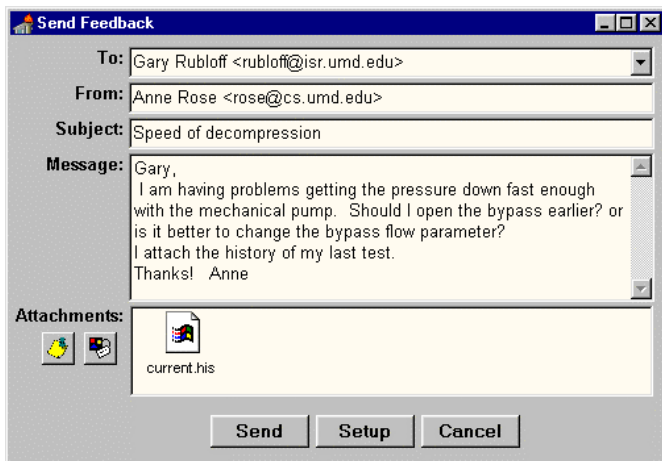 Send Feedback
To: Gary Rubloff <rubloff@isr.umd.edu>
From: Anne Rose <rose@cs.umd.edu>
Subject: Speed of decompression
Message: Gary,
I am having problems getting the pressure down fast enough
with the mechanical pump. Should I open the bypass earlier? or
is it better to change the bypass flow parameter?
I attach the history of my last test.
Thanks! Anne
Attachments:
current.his
Send Setup Cancel